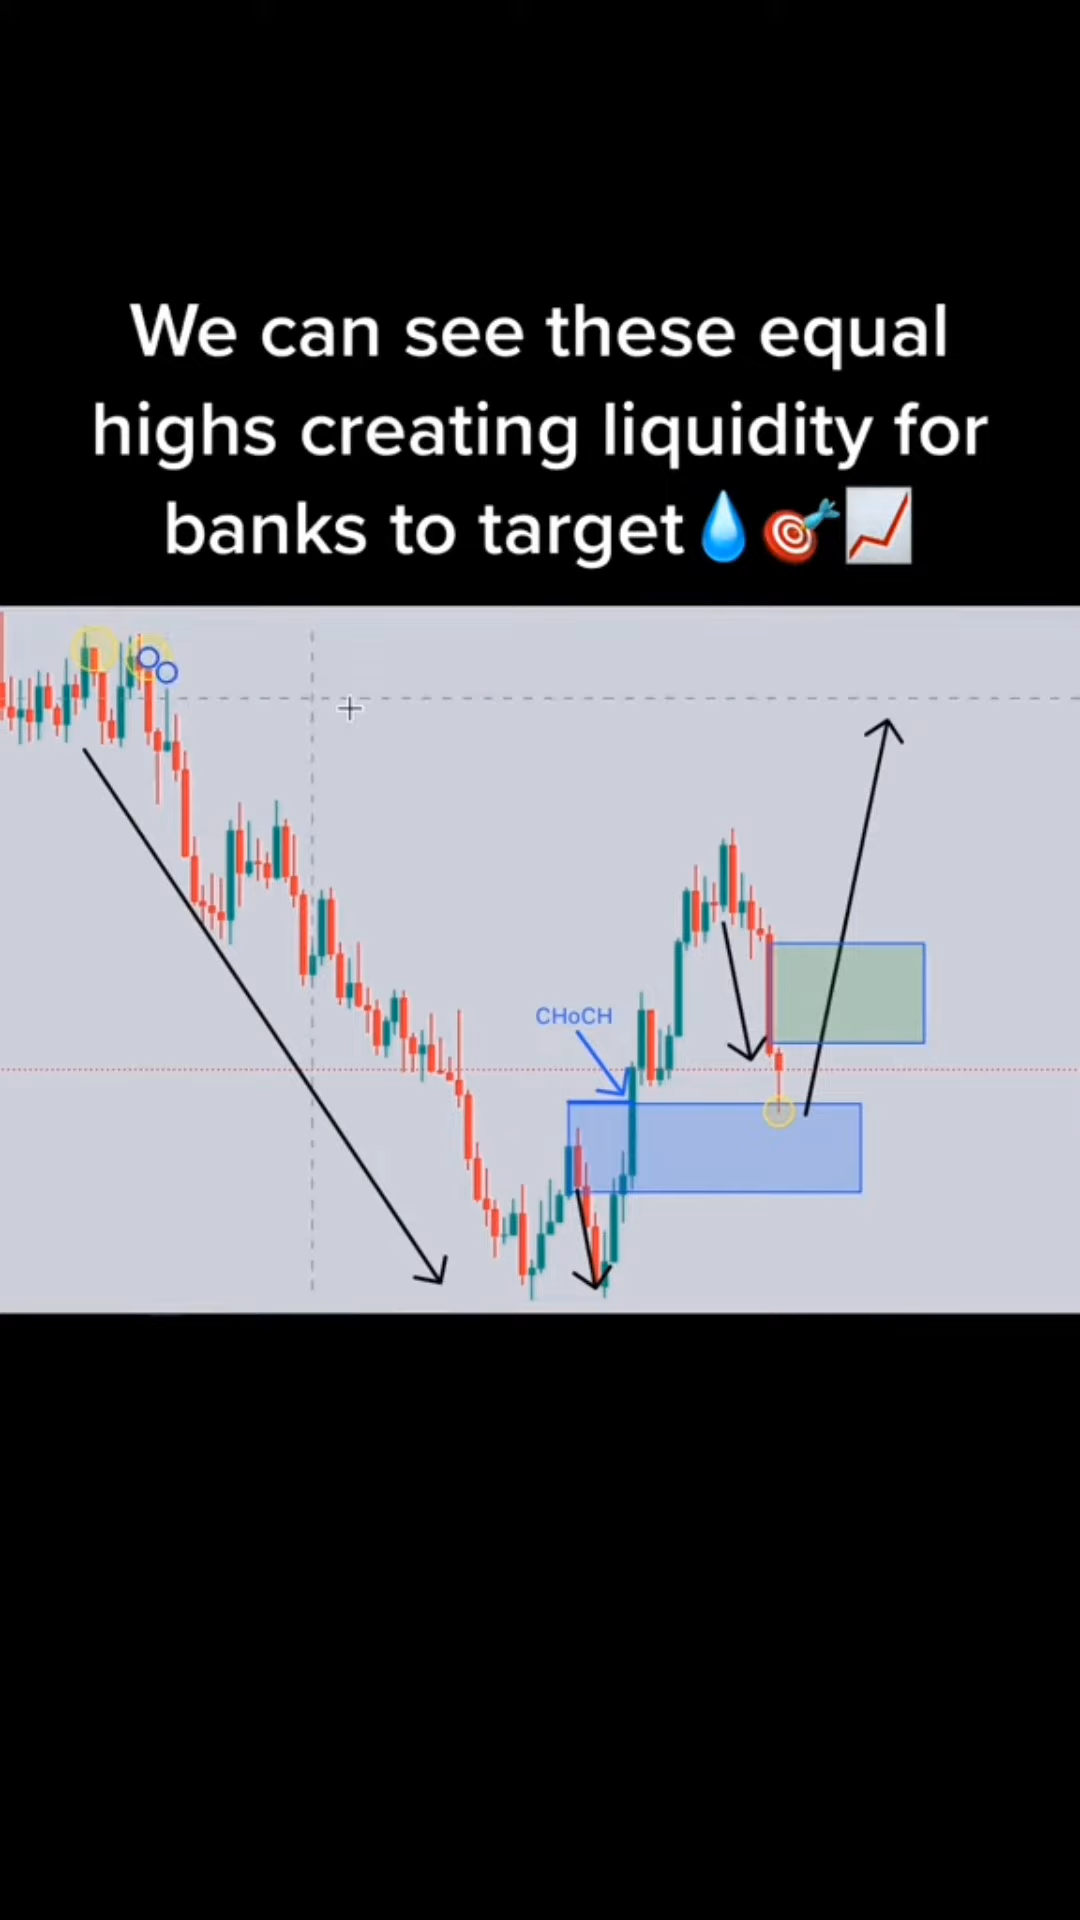 We can see these equal
highs creating liquidity for
banks to target💧🎯📈
CHoCH